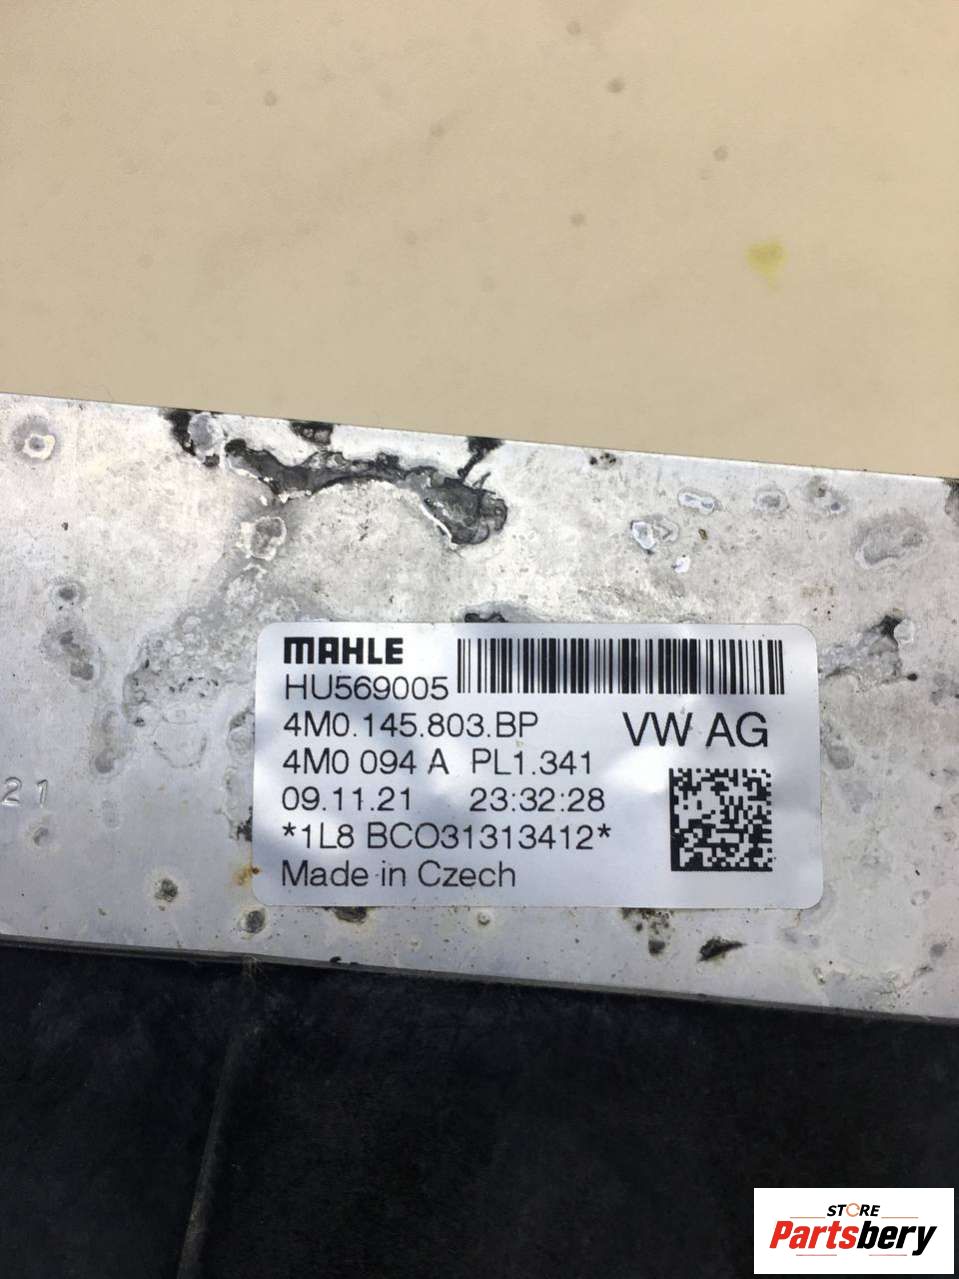 MAHLE
HU569005
4M0.145.803.BP VW AG
4M0 094 A PL1.341
09.11.21 23:32:28
*1L8 BCO31313412*
Made in Czech
21
STORE
Partsbery